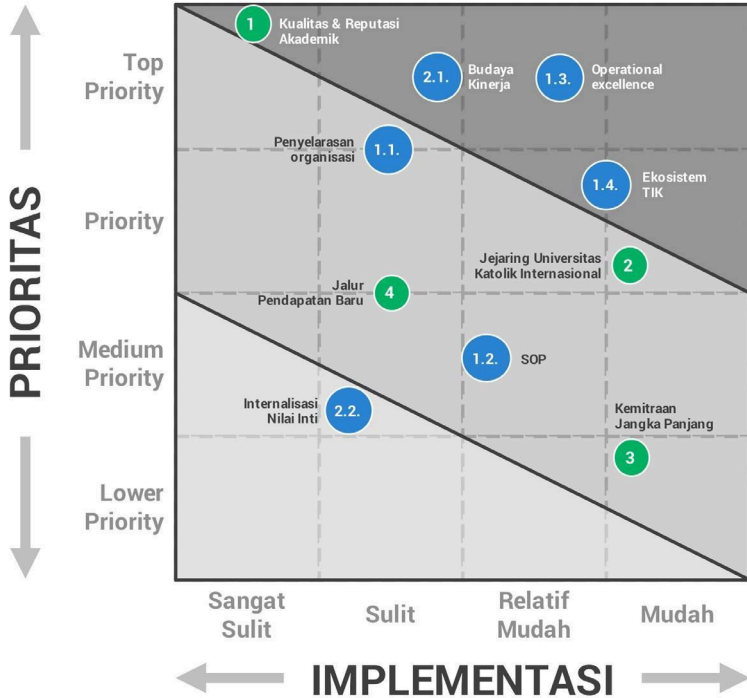 PRIORITAS
Top
Priority
Priority
Medium
Priority
Lower
Priority
1
Kualitas & Reputasi
Akademik
2.1.
Budaya
Kinerja
1.3.
Operational
excellence
Penyelarasan
organisasi
1.1.
1.4.
Ekosistem
TIK
Jejaring Universitas
Katolik Internasional
2
Jalur
Pendapatan Baru
4
1.2.
SOP
Internalisasi
Nilai Inti
2.2.
Kemitraan
Jangka Panjang
3
Sangat
Sulit
Sulit
Relatif
Mudah
Mudah
IMPLEMENTASI